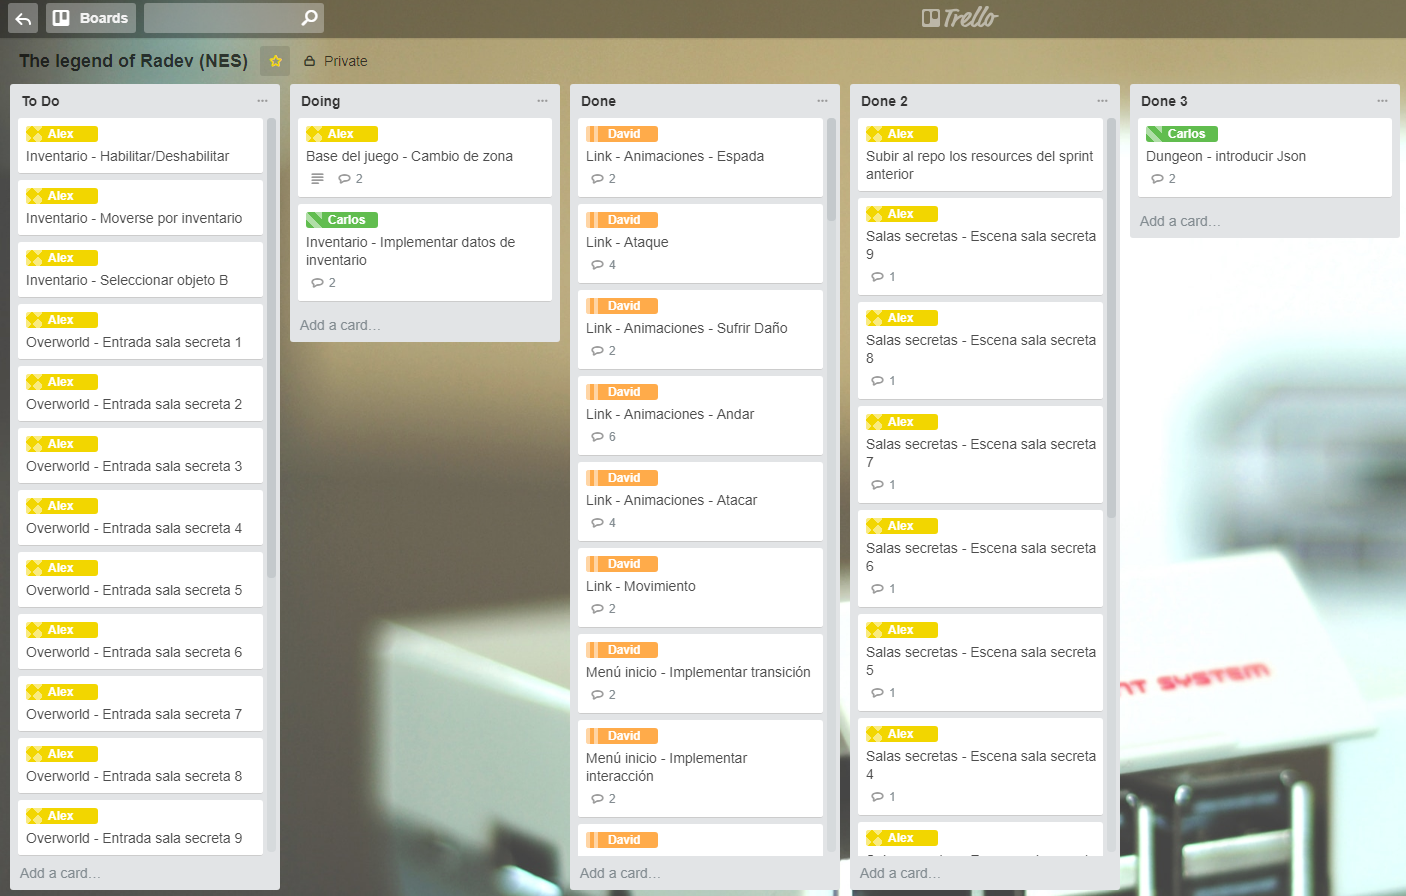 Boards
Trello
The legend of Radev (NES)
Private
To Do
Alex
Inventario - Habilitar/Deshabilitar
Alex
Inventario - Moverse por inventario
Alex
Inventario - Seleccionar objeto B
Alex
Overworld - Entrada sala secreta 1
Alex
Overworld - Entrada sala secreta 2
Alex
Overworld - Entrada sala secreta 3
Alex
Overworld - Entrada sala secreta 4
Alex
Overworld - Entrada sala secreta 5
Alex
Overworld - Entrada sala secreta 6
Alex
Overworld - Entrada sala secreta 7
Alex
Overworld - Entrada sala secreta 8
Alex
Overworld - Entrada sala secreta 9
Add a card…
Doing
Alex
Base del juego - Cambio de zona
2
Carlos
Inventario - Implementar datos de
inventario
2
Add a card…
Done
David
Link - Animaciones - Espada
2
David
Link - Ataque
4
David
Link - Animaciones - Sufrir Daño
2
David
Link - Animaciones - Andar
6
David
Link - Animaciones - Atacar
4
David
Link - Movimiento
2
David
Menú inicio - Implementar transición
2
David
Menú inicio - Implementar
interacción
2
David
Add a card…
Done 2
Alex
Subir al repo los resources del sprint
anterior
Alex
Salas secretas - Escena sala secreta
9
1
Alex
Salas secretas - Escena sala secreta
8
1
Alex
Salas secretas - Escena sala secreta
7
1
Alex
Salas secretas - Escena sala secreta
6
1
Alex
Salas secretas - Escena sala secreta
5
1
Alex
Salas secretas - Escena sala secreta
4
1
Alex
Add a card…
Done 3
Carlos
Dungeon - introducir Json
2
Add a card…
NT SYSTEM